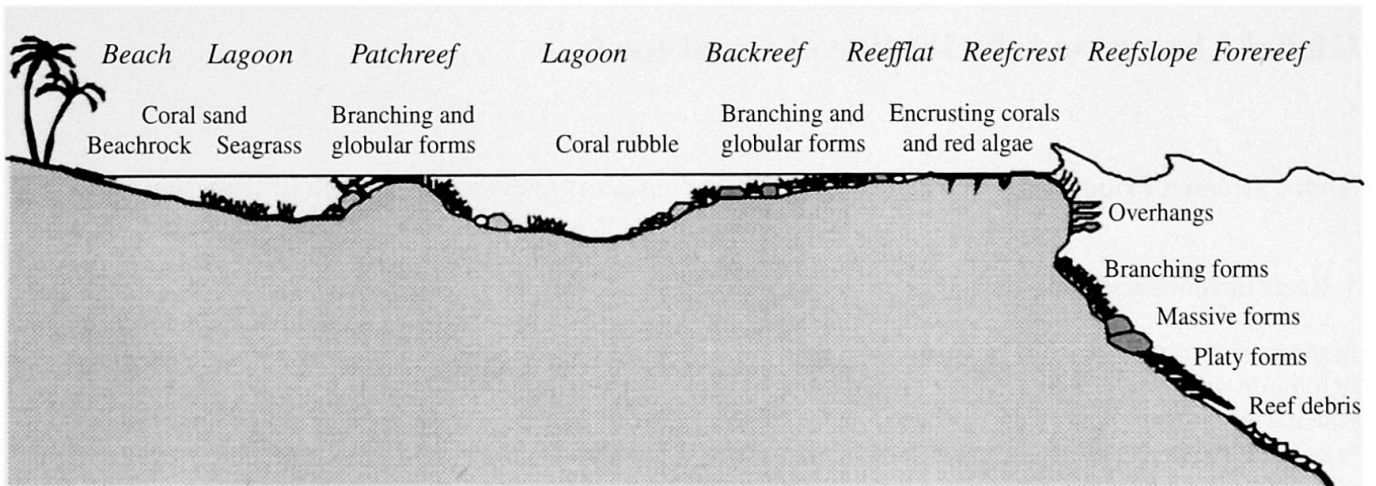 Beach Lagoon Patchreef Lagoon Backreef Reefflat Reefcrest Reefslope Forereef
Coral sand
Beachrock Seagrass
Branching and
globular forms
Coral rubble
Branching and
globular forms
Encrusting corals
and red algae
Overhangs
Branching forms
Massive forms
Platy forms
Reef debris